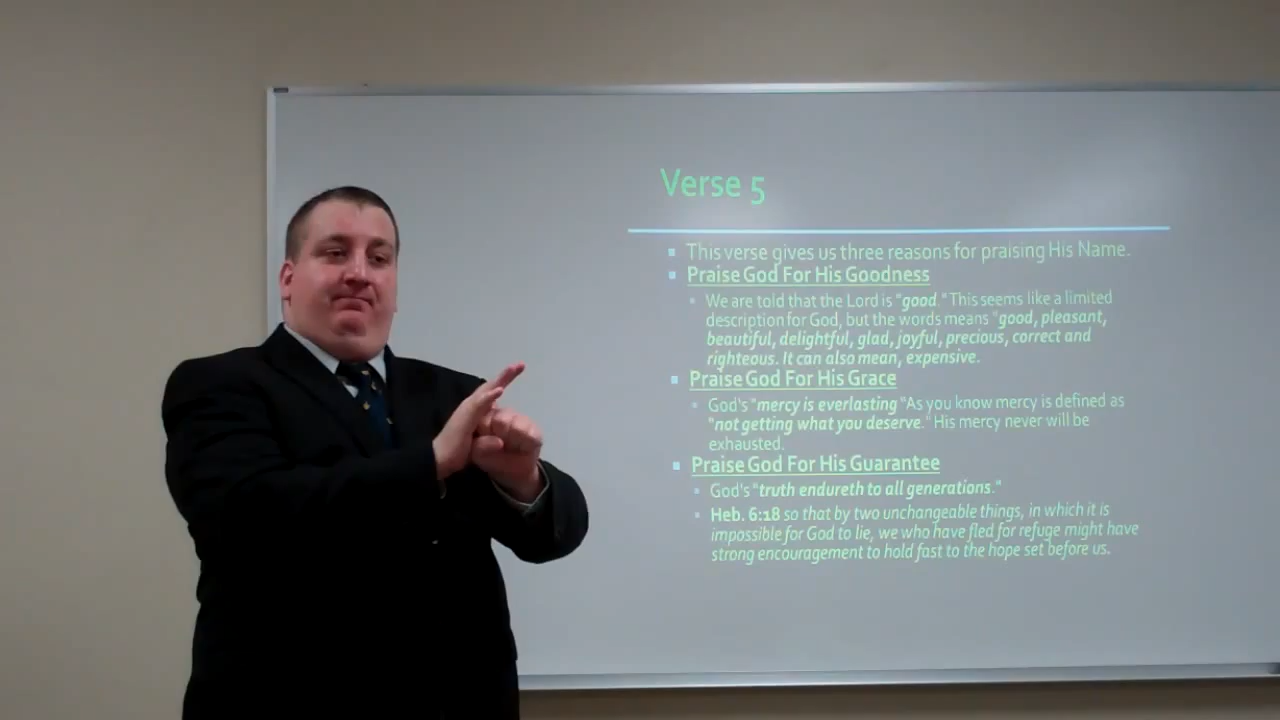 Verse 5
This verse gives us three reasons for praising His Name.
Praise God For His Goodness
We are told that the Lord is "good." This seems like a limited
description for God, but the words means "good, pleasant,
beautiful, delightful, glad, joyful, precious, correct and
righteous. It can also mean, expensive.
Praise God For His Grace
God's "mercy is everlasting "As you know mercy is defined as
"not getting what you deserve." His mercy never will be
exhausted.
Praise God For His Guarantee
God's "truth endureth to all generations."
Heb. 6:18 so that by two unchangeable things, in which it is
impossible for God to lie, we who have fled for refuge might have
strong encouragement to hold fast to the hope set before us.